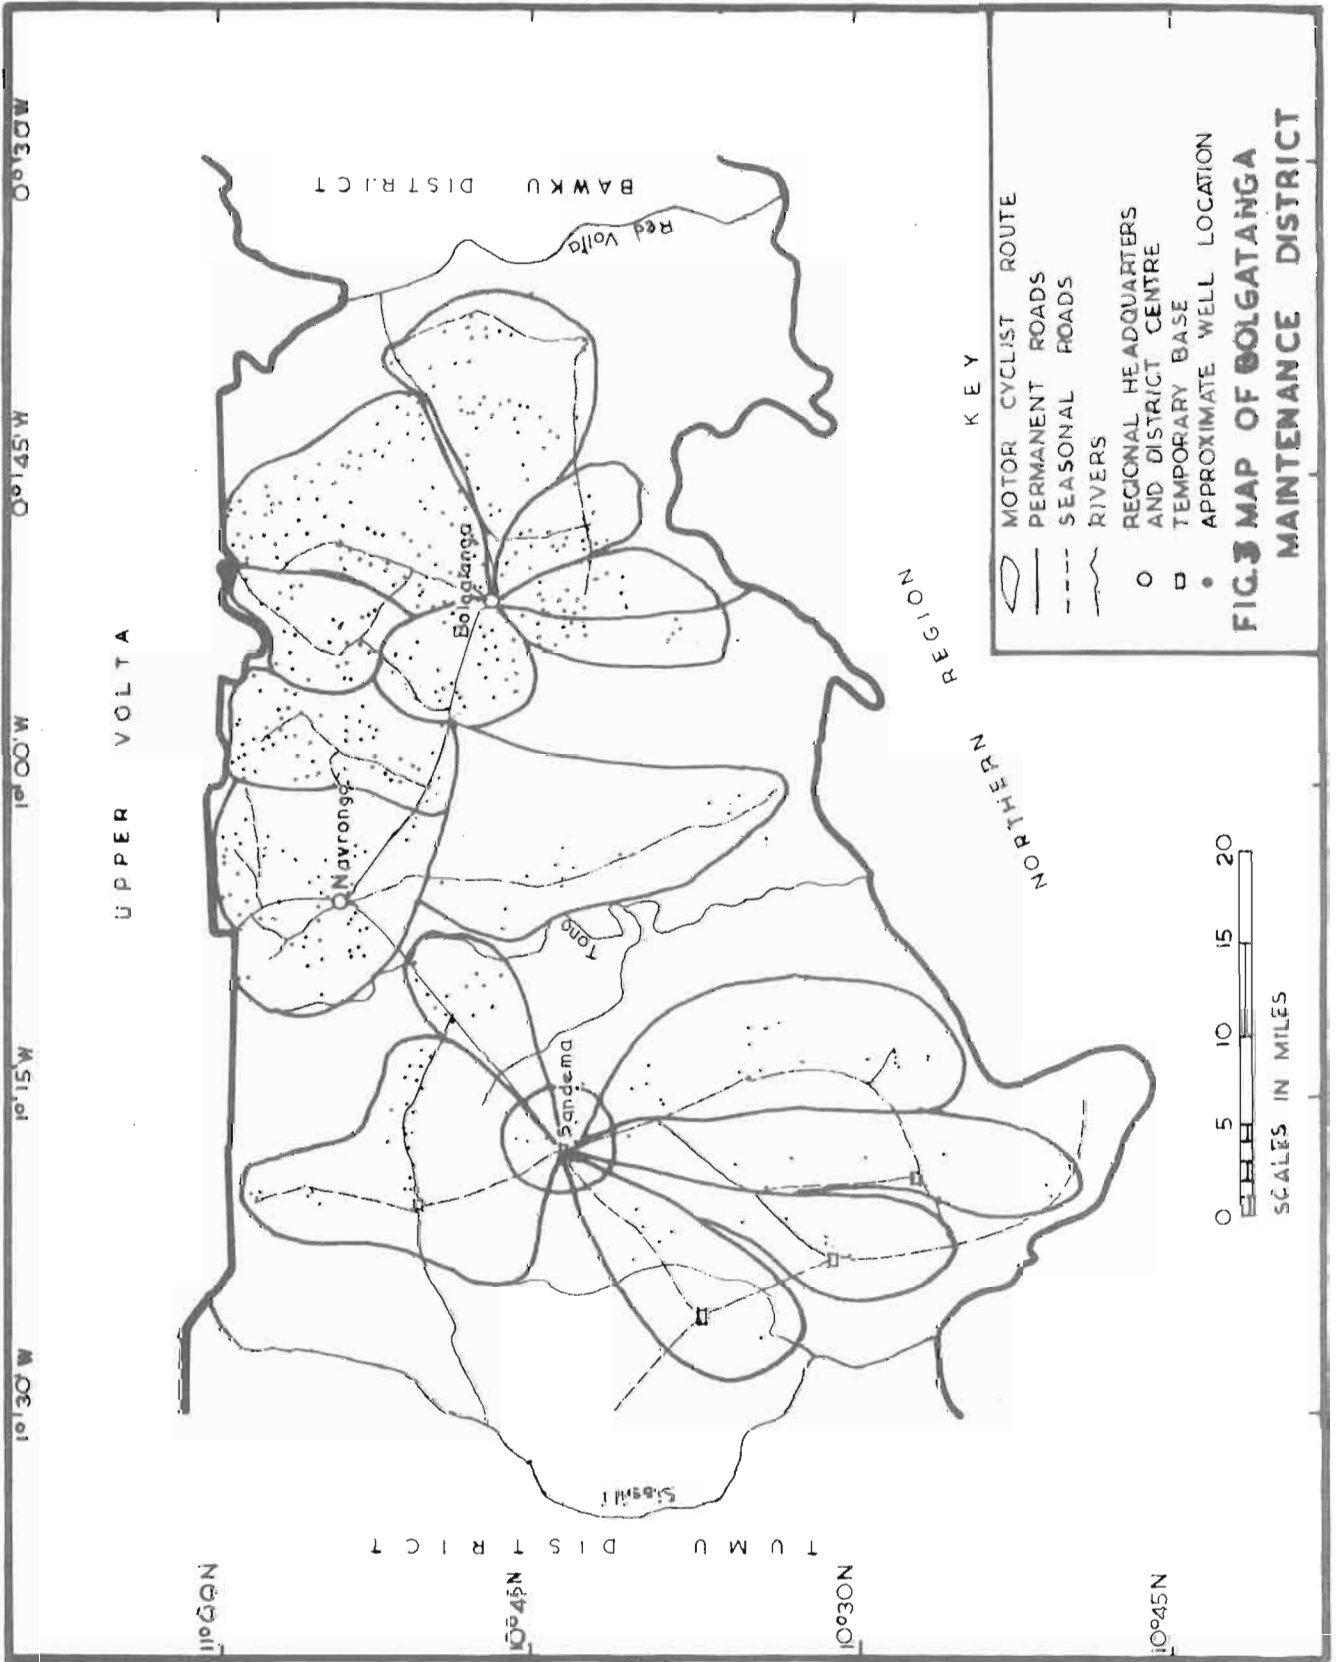 1°30'W
1°15'W
1°00'W
0°45'W
0°30W
UPPER VOLTA
11°00N
10°45N
10°30N
10°45N
TUMU DISTRICT
BAWKU DISTRICT
NORTHERN REGION
Navrongo
Bolgatanga
Sandema
Tono
Sissili
Red Volta
KEY
MOTOR CYCLIST ROUTE
PERMANENT ROADS
SEASONAL ROADS
RIVERS
REGIONAL HEADQUARTERS
AND DISTRICT CENTRE
TEMPORARY BASE
APPROXIMATE WELL LOCATION
FIG.3 MAP OF BOLGATANGA
MAINTENANCE DISTRICT
0 5 10 15 20
SCALES IN MILES